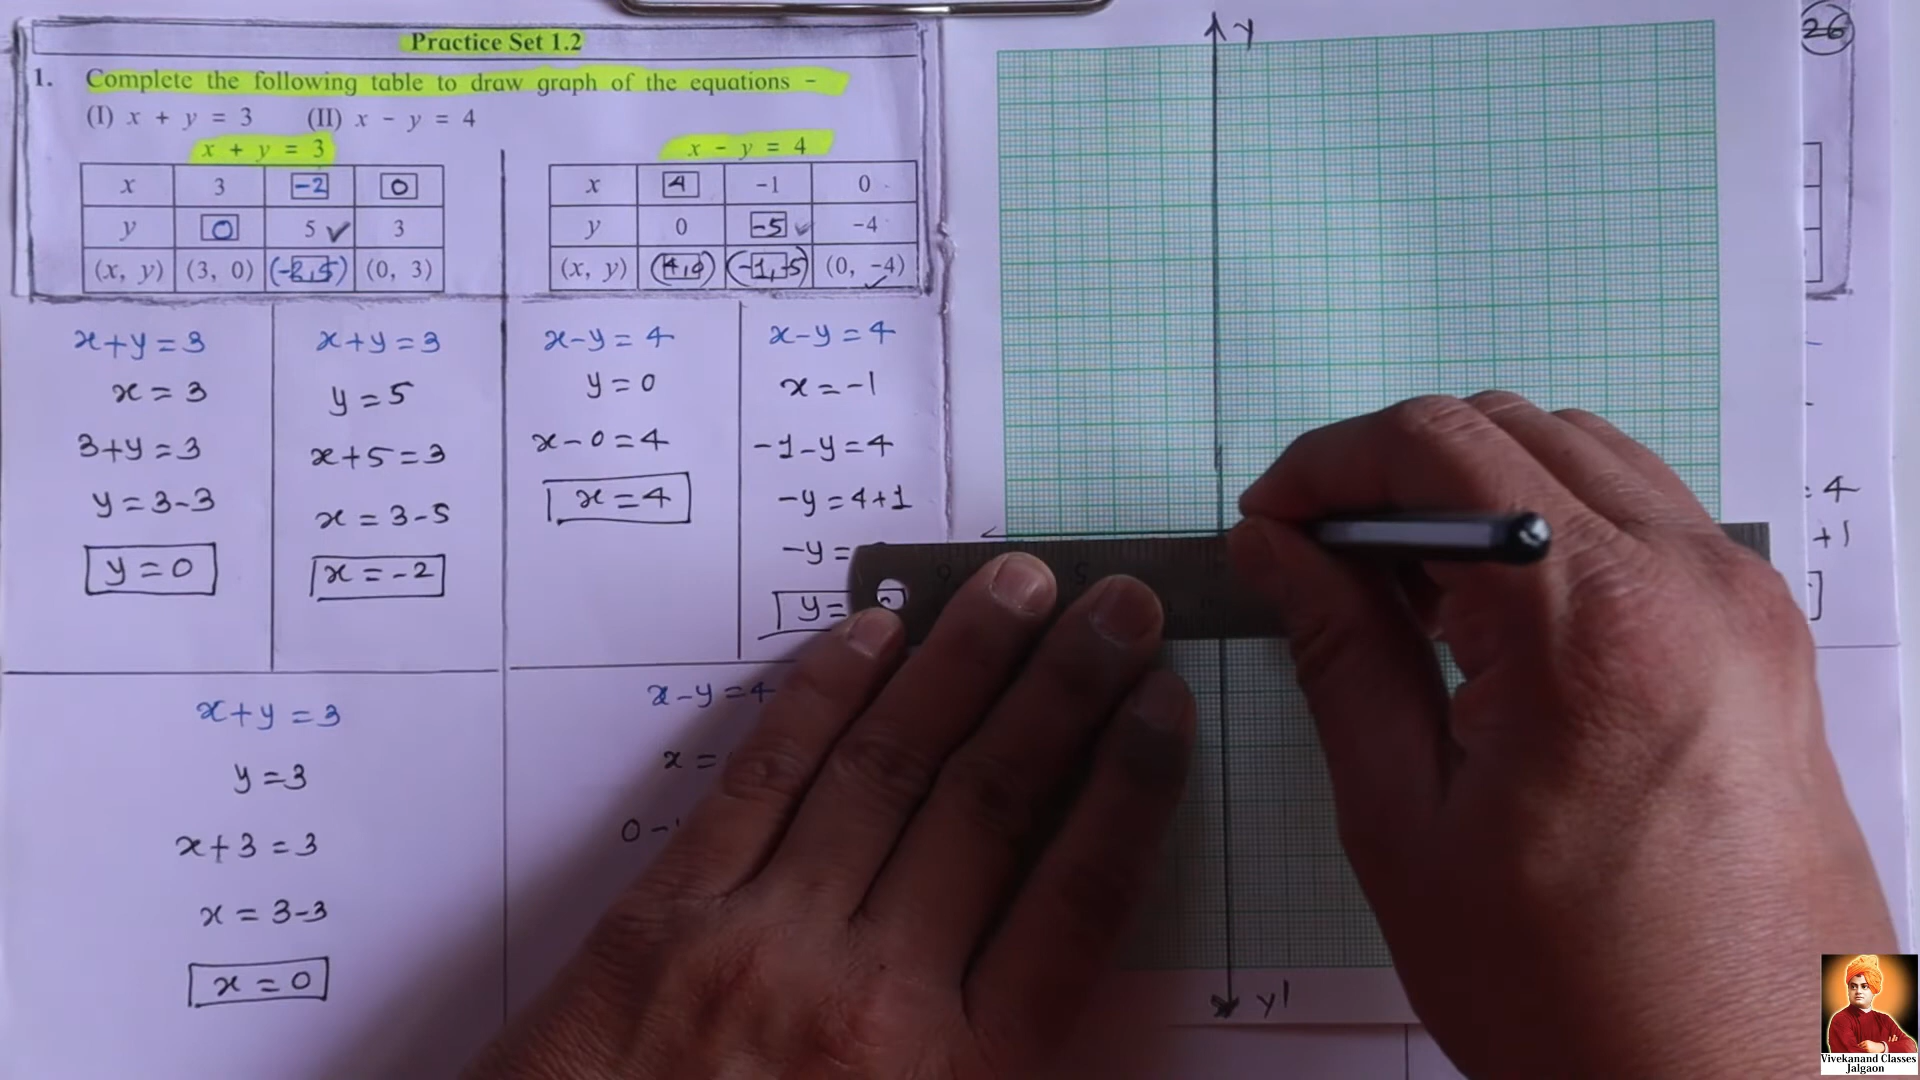 Practice Set 1.2
1. Complete the following table to draw graph of the equations -
(I) x + y = 3 (II) x - y = 4
x + y = 3
x 3 -2 0
y 0 5 ✓ 3
(x, y) (3, 0) (-2,5) (0, 3)
x - y = 4
x 4 -1 0
y 0 -5 -4
(x, y) (4,0) (-1,-5) (0, -4)
x+y=3
x=3
3+y=3
y=3-3
y=0
x+y=3
y=5
x+5=3
x=3-5
x=-2
x-y=4
y=0
x-0=4
x=4
x-y=4
x=-1
-1-y=4
-y=4+1
-y=
y=
x+y=3
y=3
x+3=3
x=3-3
x=0
x-y=4
x=
0-
y
y'
26
=4
+1
Vivekanand Classes
Jalgaon